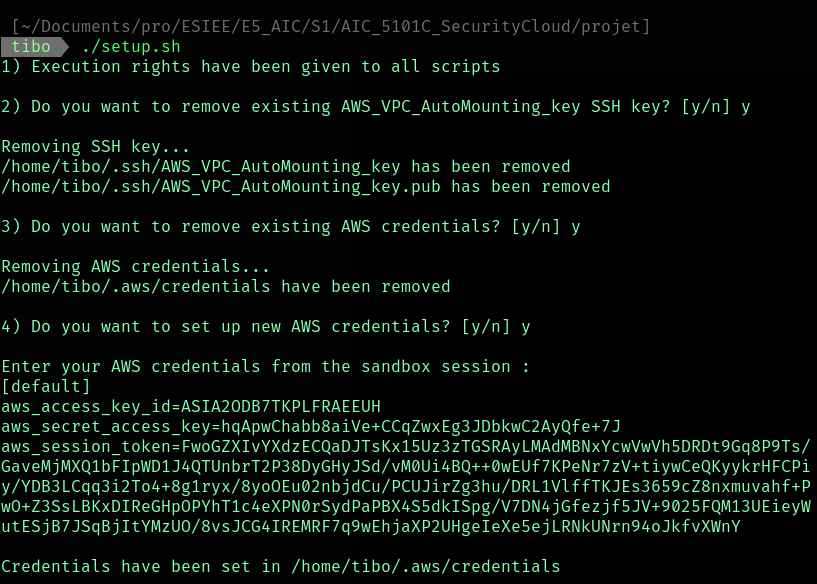 [~/Documents/pro/ESIEE/E5_AIC/S1/AIC_5101C_SecurityCloud/projet]
tibo ./setup.sh
1) Execution rights have been given to all scripts
2) Do you want to remove existing AWS_VPC_AutoMounting_key SSH key? [y/n] y
Removing SSH key...
/home/tibo/.ssh/AWS_VPC_AutoMounting_key has been removed
/home/tibo/.ssh/AWS_VPC_AutoMounting_key.pub has been removed
3) Do you want to remove existing AWS credentials? [y/n] y
Removing AWS credentials...
/home/tibo/.aws/credentials have been removed
4) Do you want to set up new AWS credentials? [y/n] y
Enter your AWS credentials from the sandbox session :
[default]
aws_access_key_id=ASIA2ODB7TKPLFRAEEUH
aws_secret_access_key=hqApwChabb8aiVe+CCqZwxEg3JDbkwC2AyQfe+7J
aws_session_token=FwoGZXIvYXdzECQaDJTsKx15Uz3zTGSRAyLMAdMBNxYcwVwVh5DRDt9Gq8P9Ts/
GaveMjMXQ1bFIpWD1J4QTUnbrT2P38DyGHyJSd/vM0Ui4BQ++0wEUf7KPeNr7zV+tiywCeQKyykrHFCPi
y/YDB3LCqq3i2To4+8g1ryx/8yoOEu02nbjdCu/PCUJirZg3hu/DRL1VlffTKJEs3659cZ8nxmuvahf+P
wO+Z3SsLBKxDIReGHpOPYhT1c4eXPN0rSydPaPBX4S5dkISpg/V7DN4jGfezjf5JV+9025FQM13UEieyW
utESjB7JSqBjItYMzUO/8vsJCG4IREMRF7q9wEhjaXP2UHgeIeXe5ejLRNkUNrn94oJkfvXWnY
Credentials have been set in /home/tibo/.aws/credentials